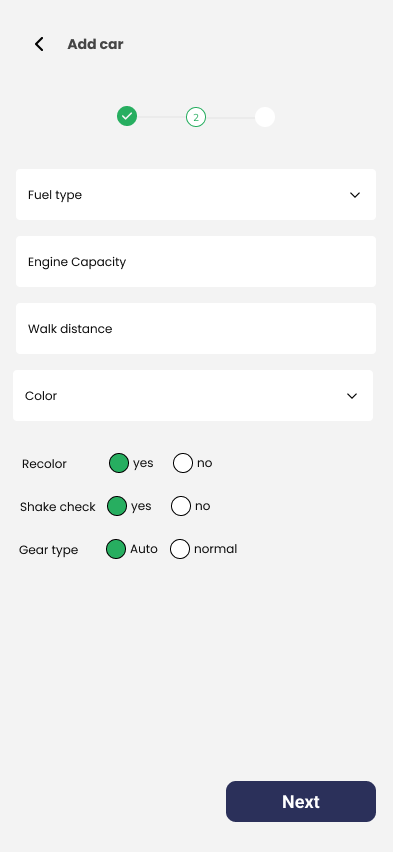 Add car
2
Fuel type
Engine Capacity
Walk distance
Color
Recolor yes no
Shake check yes no
Gear type Auto normal
Next